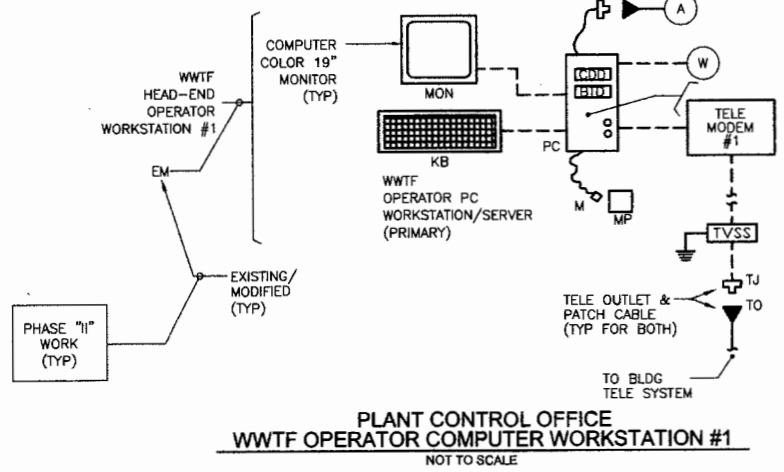 A
COMPUTER
COLOR 19"
MONITOR
(TYP)
WWTF
HEAD-END
OPERATOR
WORKSTATION #1
MON
CDD
BTD
W
TELE
MODEM
#1
KB
PC
EM
WWTF
OPERATOR PC
WORKSTATION/SERVER
(PRIMARY)
M
MP
TVSS
EXISTING/
MODIFIED
(TYP)
TJ
TELE OUTLET &
PATCH CABLE
(TYP FOR BOTH)
TO
PHASE "II"
WORK
(TYP)
TO BLDG
TELE SYSTEM
PLANT CONTROL OFFICE
WWTF OPERATOR COMPUTER WORKSTATION #1
NOT TO SCALE